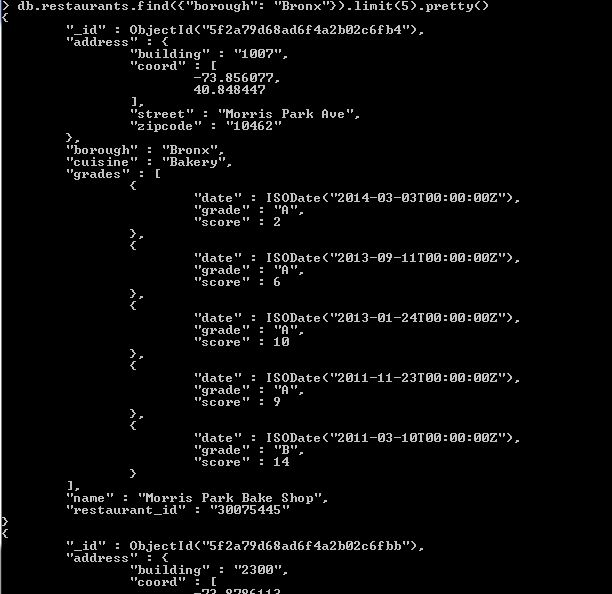 > db.restaurants.find({"borough": "Bronx"}).limit(5).pretty()
{
"_id" : ObjectId("5f2a79d68ad6f4a2b02c6fb4"),
"address" : {
"building" : "1007",
"coord" : [
-73.856077,
40.848447
],
"street" : "Morris Park Ave",
"zipcode" : "10462"
},
"borough" : "Bronx",
"cuisine" : "Bakery",
"grades" : [
{
"date" : ISODate("2014-03-03T00:00:00Z"),
"grade" : "A",
"score" : 2
},
{
"date" : ISODate("2013-09-11T00:00:00Z"),
"grade" : "A",
"score" : 6
},
{
"date" : ISODate("2013-01-24T00:00:00Z"),
"grade" : "A",
"score" : 10
},
{
"date" : ISODate("2011-11-23T00:00:00Z"),
"grade" : "A",
"score" : 9
},
{
"date" : ISODate("2011-03-10T00:00:00Z"),
"grade" : "B",
"score" : 14
}
],
"name" : "Morris Park Bake Shop",
"restaurant_id" : "30075445"
}
{
"_id" : ObjectId("5f2a79d68ad6f4a2b02c6fbb"),
"address" : {
"building" : "2300",
"coord" : [
-73.8786113,